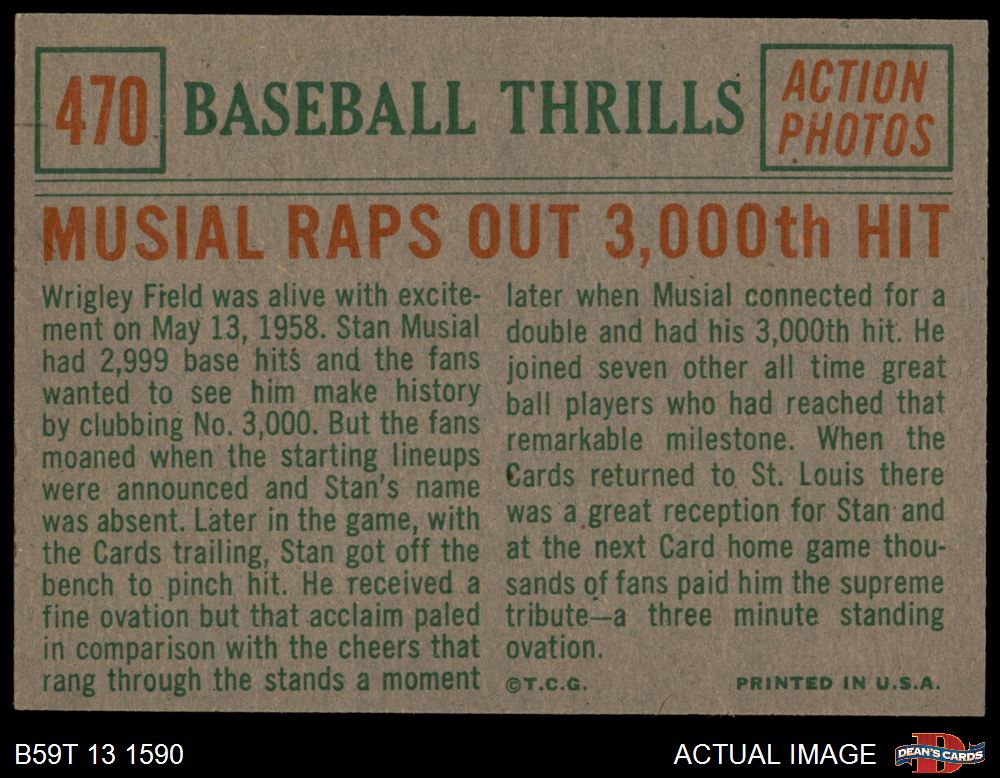 470 BASEBALL THRILLS ACTION
PHOTOS
MUSIAL RAPS OUT 3,000th HIT
Wrigley Field was alive with excite-
ment on May 13, 1958. Stan Musial
had 2,999 base hits and the fans
wanted to see him make history
by clubbing No. 3,000. But the fans
moaned when the starting lineups
were announced and Stan's name
was absent. Later in the game, with
the Cards trailing, Stan got off the
bench to pinch hit. He received a
fine ovation but that acclaim paled
in comparison with the cheers that
rang through the stands a moment
later when Musial connected for a
double and had his 3,000th hit. He
joined seven other all time great
ball players who had reached that
remarkable milestone. When the
Cards returned to St. Louis there
was a great reception for Stan and
at the next Card home game thou-
sands of fans paid him the supreme
tribute—a three minute standing
ovation.
©T.C.G. PRINTED IN U.S.A.
B59T 13 1590 ACTUAL IMAGE DEAN'S CARDS